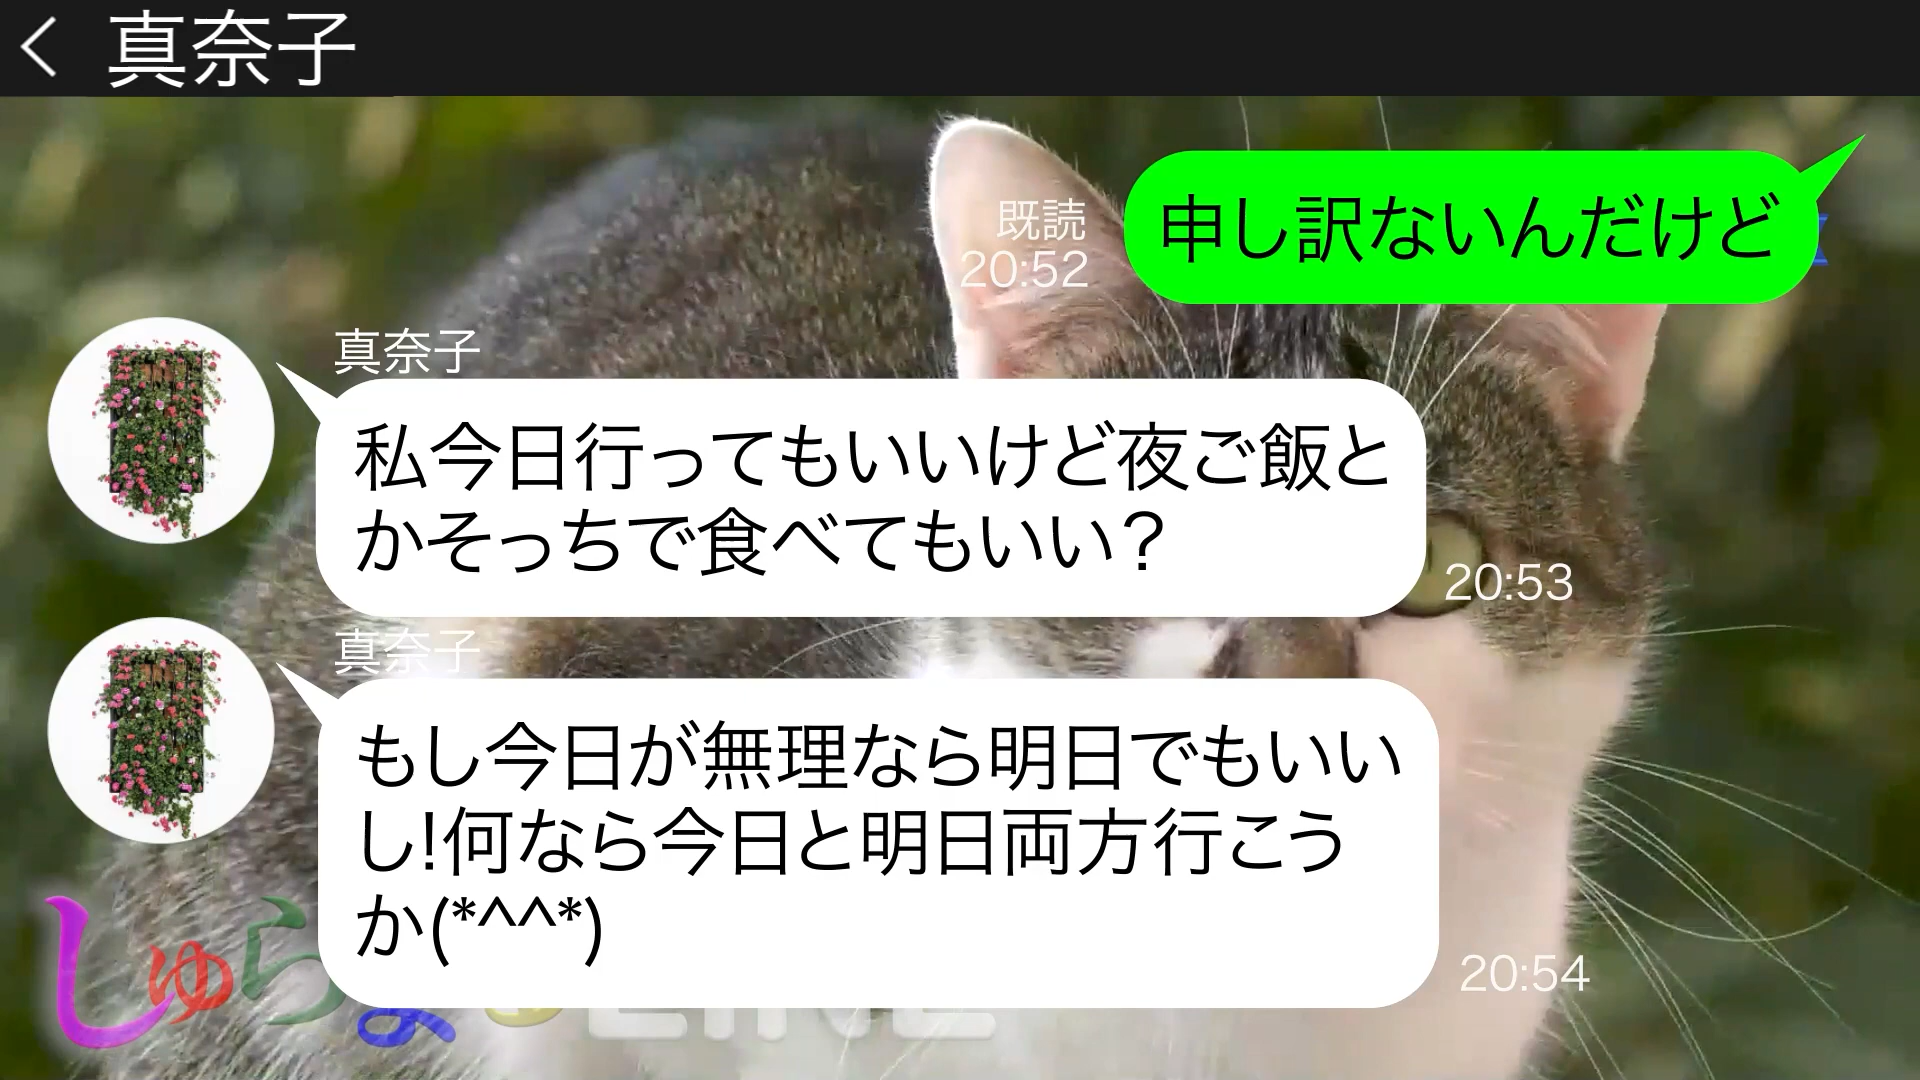 真奈子
申し訳ないんだけど
既読
20:52
真奈子
私今日行ってもいいけど夜ご飯と
かそっちで食べてもいい？
20:53
真奈子
もし今日が無理なら明日でもいい
し!何なら今日と明日両方行こう
か(*^^*)
20:54
しゅら
LINE